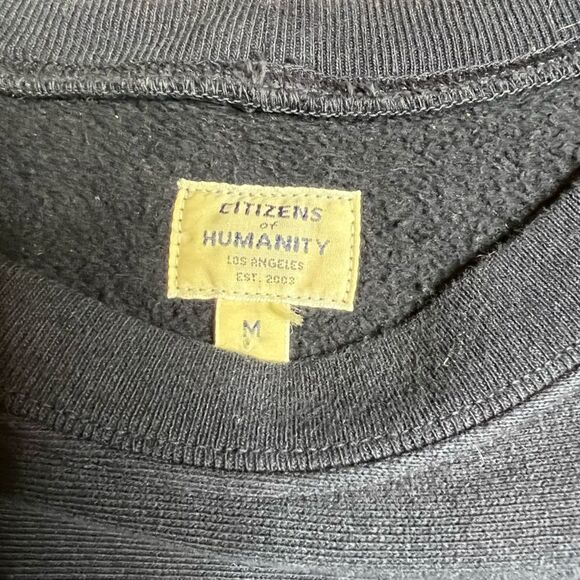 CITIZENS
of
HUMANITY
LOS ANGELES
EST. 2003
M